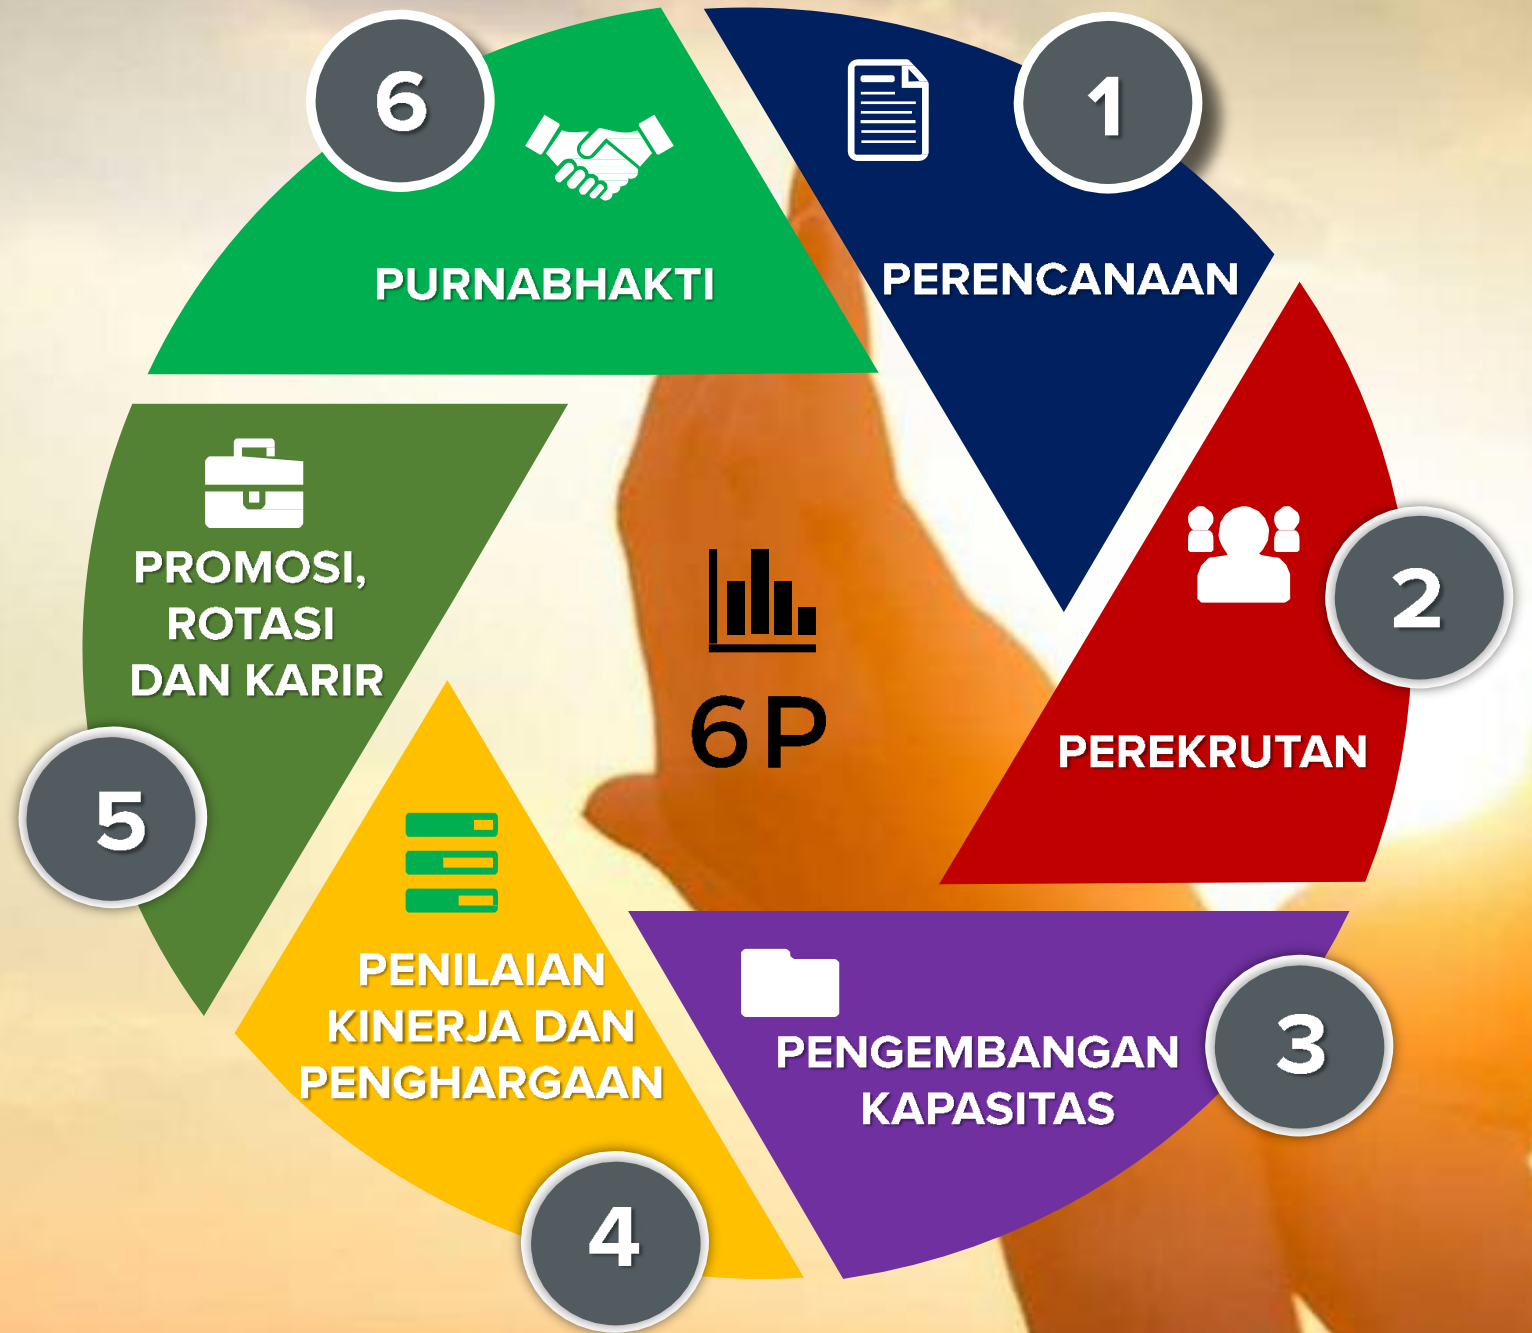 1
PERENCANAAN
2
PEREKRUTAN
3
PENGEMBANGAN
KAPASITAS
4
PENILAIAN
KINERJA DAN
PENGHARGAAN
5
PROMOSI,
ROTASI
DAN KARIR
6
PURNABHAKTI
6P